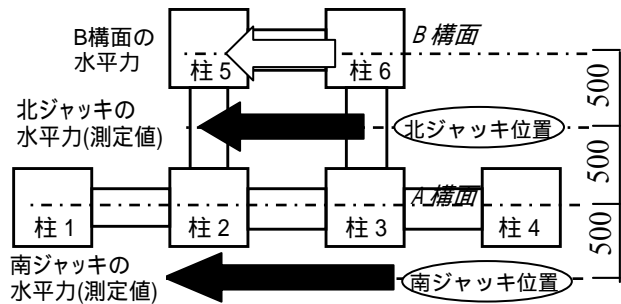 B構面の
水平力
B構面
柱5
柱6
500
北ジャッキの
水平力(測定値)
北ジャッキ位置
500
A構面
柱1
柱2
柱3
柱4
500
南ジャッキの
水平力(測定値)
南ジャッキ位置